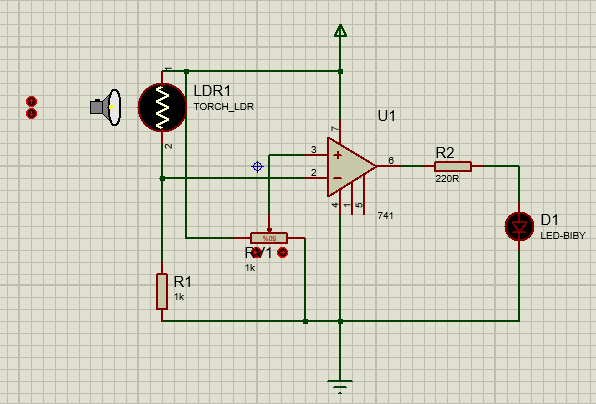 1
LDR1
TORCH_LDR
2
U1
7
3
2
6
4
1
5
741
R2
220R
D1
LED-BIBY
50%
RV1
1k
R1
1k